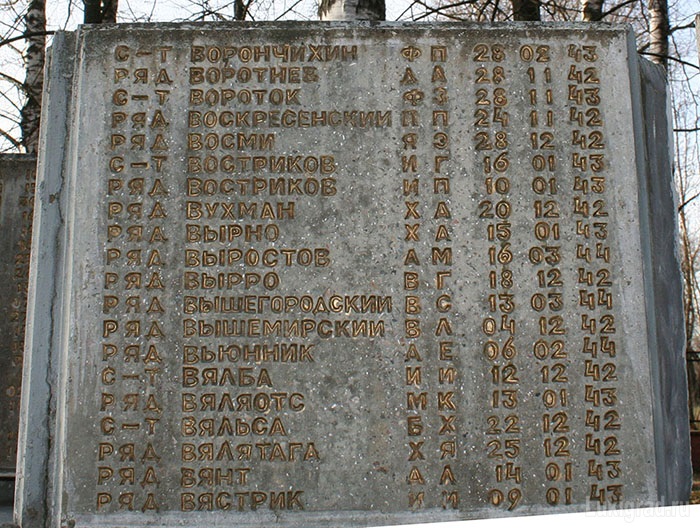 С-Т ВОРОНЧИХИН Ф П 28 02 43
РЯД ВОРОТНЕВ Д А 28 11 42
С-Т ВОРОТОК Ф З 28 11 43
РЯД ВОСКРЕСЕНСКИЙ П П 24 11 42
РЯД ВОСМИ Я Э 28 12 42
С-Т ВОСТРИКОВ И Г 16 01 43
РЯД ВОСТРИКОВ И П 10 01 43
РЯД ВУХМАН Х А 20 12 42
РЯД ВЫРНО Х А 15 01 43
РЯД ВЫРОСТОВ А М 16 03 44
РЯД ВЫРРО В Г 18 12 42
РЯД ВЫШЕГОРОДСКИЙ В С 13 03 44
РЯД ВЫШЕМИРСКИЙ В Л 04 12 42
РЯД ВЬЮННИК А Е 06 02 44
С-Т ВЯЛБА И И 12 12 42
РЯД ВЯЛЯОТС М К 13 01 43
С-Т ВЯЛЬСА Б Х 22 12 42
РЯД ВЯЛЯТАГА Х Я 25 12 42
РЯД ВЯНТ А Л 14 01 43
РЯД ВЯСТРИК И И 09 01 43